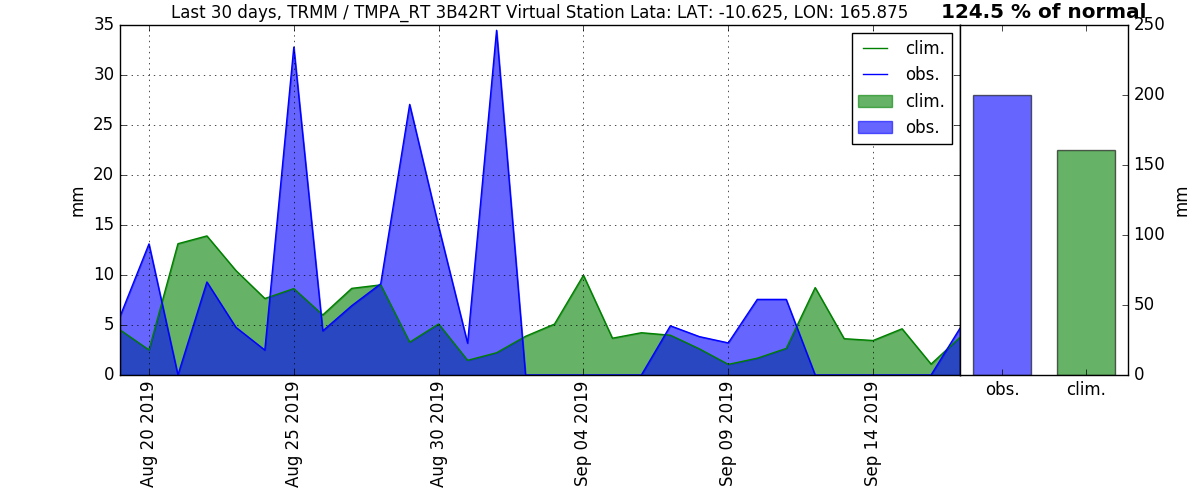 Last 30 days, TRMM / TMPA_RT 3B42RT Virtual Station Lata: LAT: -10.625, LON: 165.875
124.5 % of normal
35
30
25
20
15
10
5
0
mm
clim.
obs.
clim.
obs.
Aug 20 2019
Aug 25 2019
Aug 30 2019
Sep 04 2019
Sep 09 2019
Sep 14 2019
250
200
150
100
50
0
mm
obs.
clim.